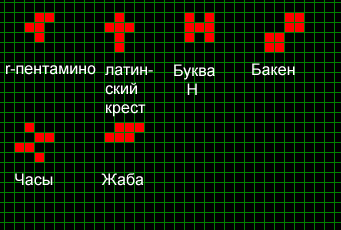 r-пентамино
латин-
ский
крест
Буква
Н
Бакен
Часы
Жаба